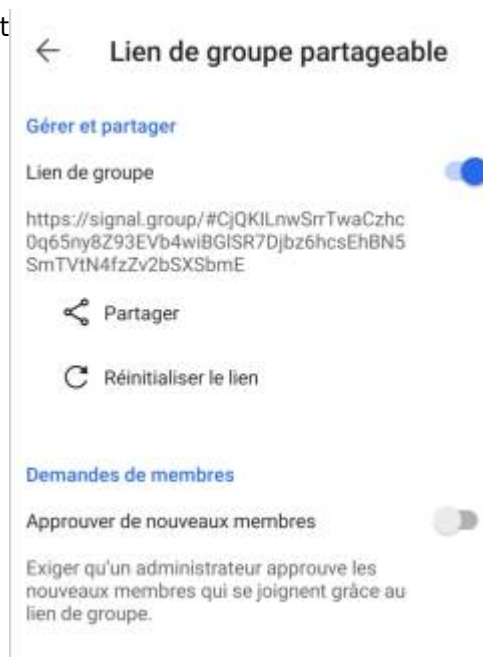 t
Lien de groupe partageable
Gérer et partager
Lien de groupe
https://signal.group/#CjQKILnwSrrTwaCzhc
0q65ny8Z93EVb4wiBGlSR7Djbz6hcsEhBN5
SmTVtN4fzZv2bSXSbmE
Partager
Réinitialiser le lien
Demandes de membres
Approuver de nouveaux membres
Exiger qu'un administrateur approuve les
nouveaux membres qui se joignent grâce au
lien de groupe.